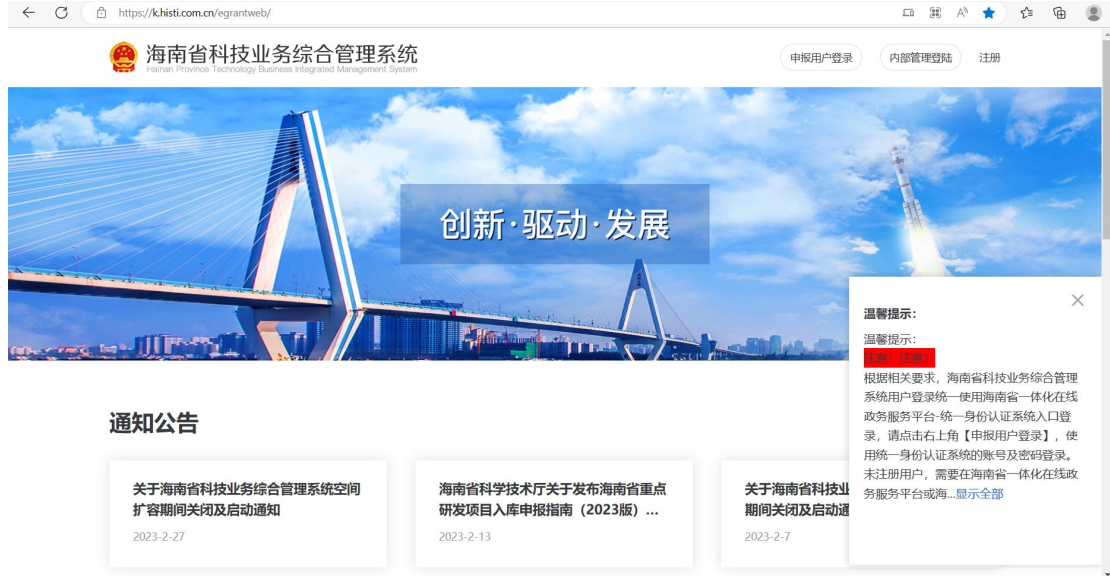 https://k.histi.com.cn/egrantweb/
海南省科技业务综合管理系统
Hainan Province Technology Business Integrated Management System
申报用户登录
内部管理登陆
注册
创新·驱动·发展
温馨提示：
温馨提示：
注意！注意！
根据相关要求，海南省科技业务综合管理
系统用户登录统一使用海南省一体化在线
政务服务平台-统一身份认证系统入口登
录，请点击右上角【申报用户登录】，使
用统一身份认证系统的账号及密码登录。
未注册用户，需要在海南省一体化在线政
务服务平台或海...显示全部
通知公告
关于海南省科技业务综合管理系统空间
扩容期间关闭及启动通知
2023-2-27
海南省科学技术厅关于发布海南省重点
研发项目入库申报指南（2023版）...
2023-2-13
关于海南省科技业
期间关闭及启动通
2023-2-7